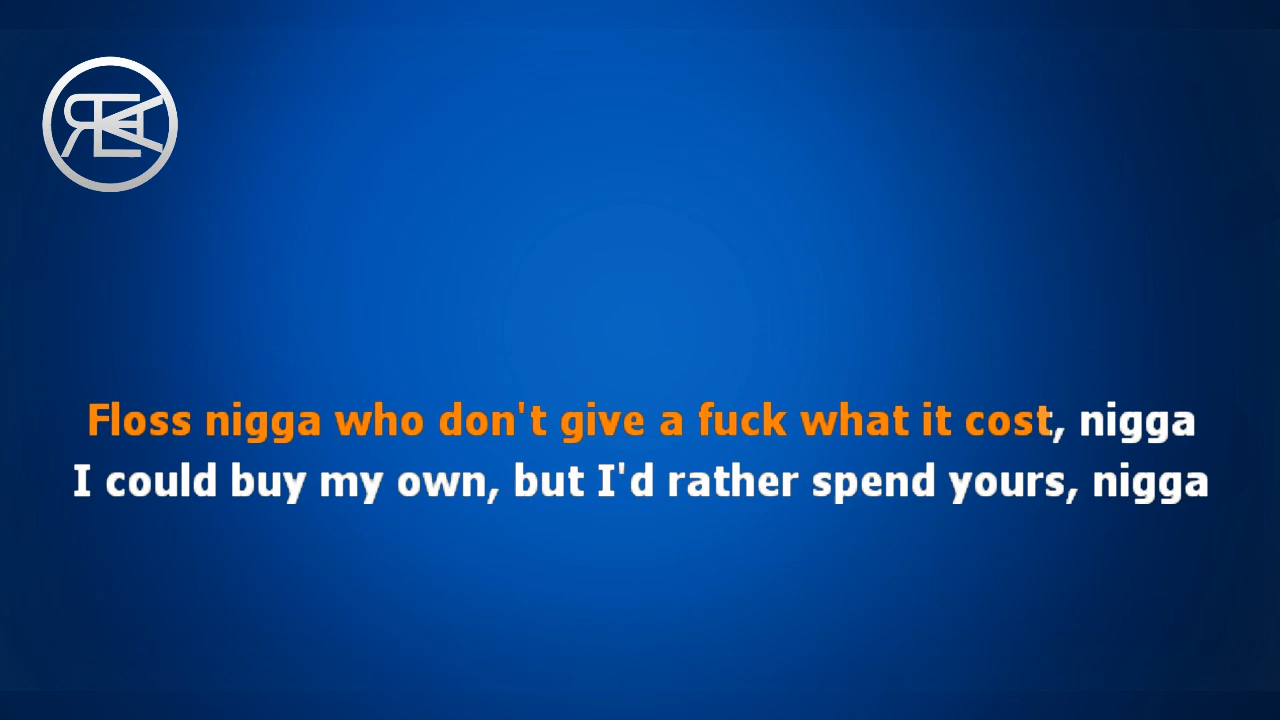 Floss nigga who don't give a fuck what it cost, nigga
I could buy my own, but I'd rather spend yours, nigga